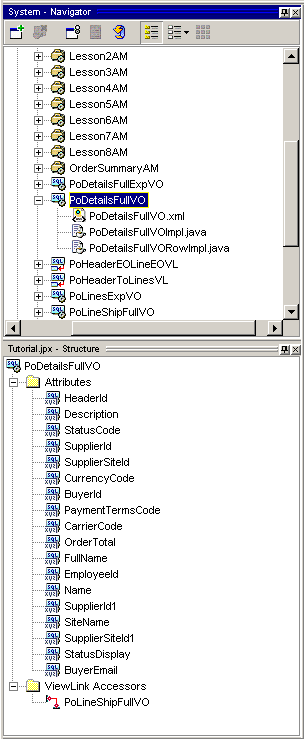 System - Navigator
Lesson2AM
Lesson3AM
Lesson4AM
Lesson5AM
Lesson6AM
Lesson7AM
Lesson8AM
OrderSummaryAM
PoDetailsFullExpVO
PoDetailsFullVO
PoDetailsFullVO.xml
PoDetailsFullVOImpl.java
PoDetailsFullVORowImpl.java
PoHeaderEOLineEOVL
PoHeaderToLinesVL
PoLinesExpVO
PoLineShipFullVO
Tutorial.jpx - Structure
PoDetailsFullVO
Attributes
HeaderId
Description
StatusCode
SupplierId
SupplierSiteId
CurrencyCode
BuyerId
PaymentTermsCode
CarrierCode
OrderTotal
FullName
EmployeeId
Name
SupplierId1
SiteName
SupplierSiteId1
StatusDisplay
BuyerEmail
ViewLink Accessors
PoLineShipFullVO